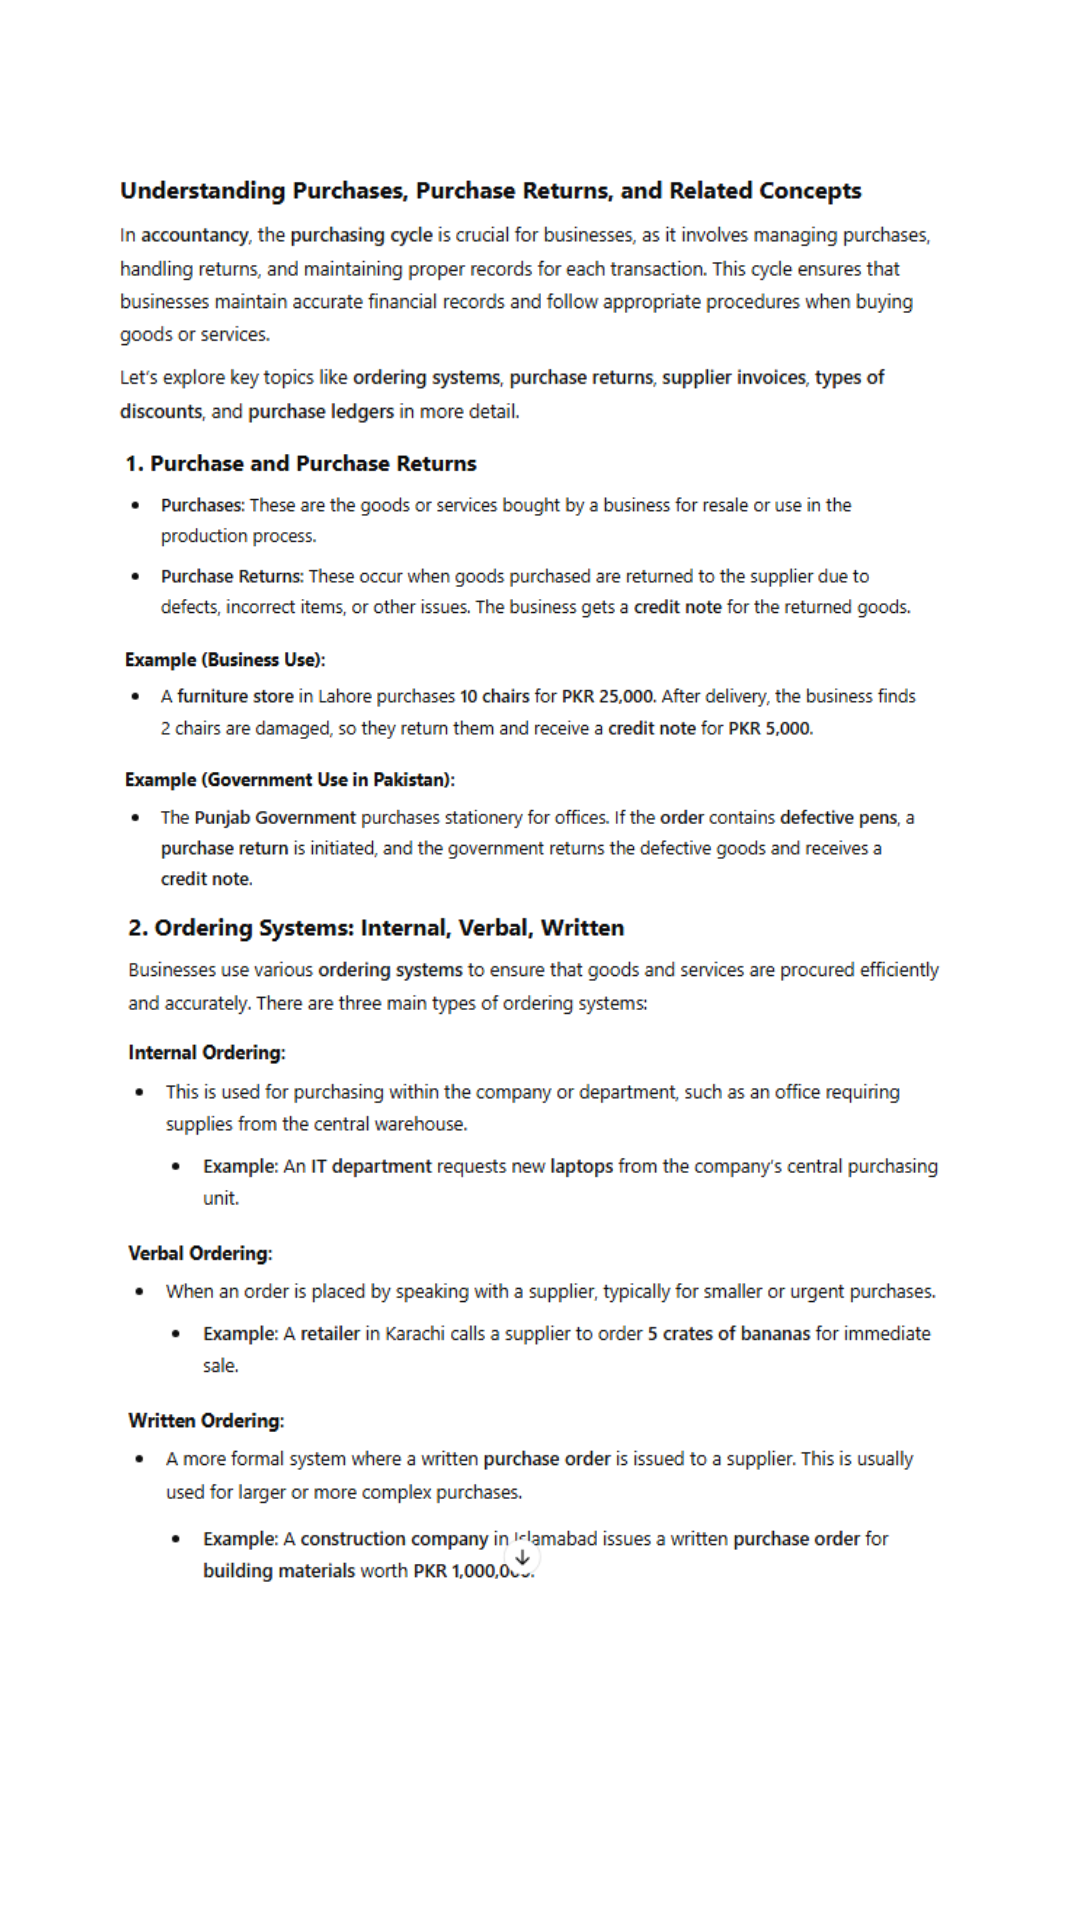 Understanding Purchases, Purchase Returns, and Related Concepts
In accountancy, the purchasing cycle is crucial for businesses, as it involves managing purchases,
handling returns, and maintaining proper records for each transaction. This cycle ensures that
businesses maintain accurate financial records and follow appropriate procedures when buying
goods or services.
Let's explore key topics like ordering systems, purchase returns, supplier invoices, types of
discounts, and purchase ledgers in more detail.
1. Purchase and Purchase Returns
• Purchases: These are the goods or services bought by a business for resale or use in the
production process.
• Purchase Returns: These occur when goods purchased are returned to the supplier due to
defects, incorrect items, or other issues. The business gets a credit note for the returned goods.
Example (Business Use):
• A furniture store in Lahore purchases 10 chairs for PKR 25,000. After delivery, the business finds
2 chairs are damaged, so they return them and receive a credit note for PKR 5,000.
Example (Government Use in Pakistan):
• The Punjab Government purchases stationery for offices. If the order contains defective pens, a
purchase return is initiated, and the government returns the defective goods and receives a
credit note.
2. Ordering Systems: Internal, Verbal, Written
Businesses use various ordering systems to ensure that goods and services are procured efficiently
and accurately. There are three main types of ordering systems:
Internal Ordering:
• This is used for purchasing within the company or department, such as an office requiring
supplies from the central warehouse.
• Example: An IT department requests new laptops from the company's central purchasing
unit.
Verbal Ordering:
• When an order is placed by speaking with a supplier, typically for smaller or urgent purchases.
• Example: A retailer in Karachi calls a supplier to order 5 crates of bananas for immediate
sale.
Written Ordering:
• A more formal system where a written purchase order is issued to a supplier. This is usually
used for larger or more complex purchases.
• Example: A construction company in Islamabad issues a written purchase order for
building materials worth PKR